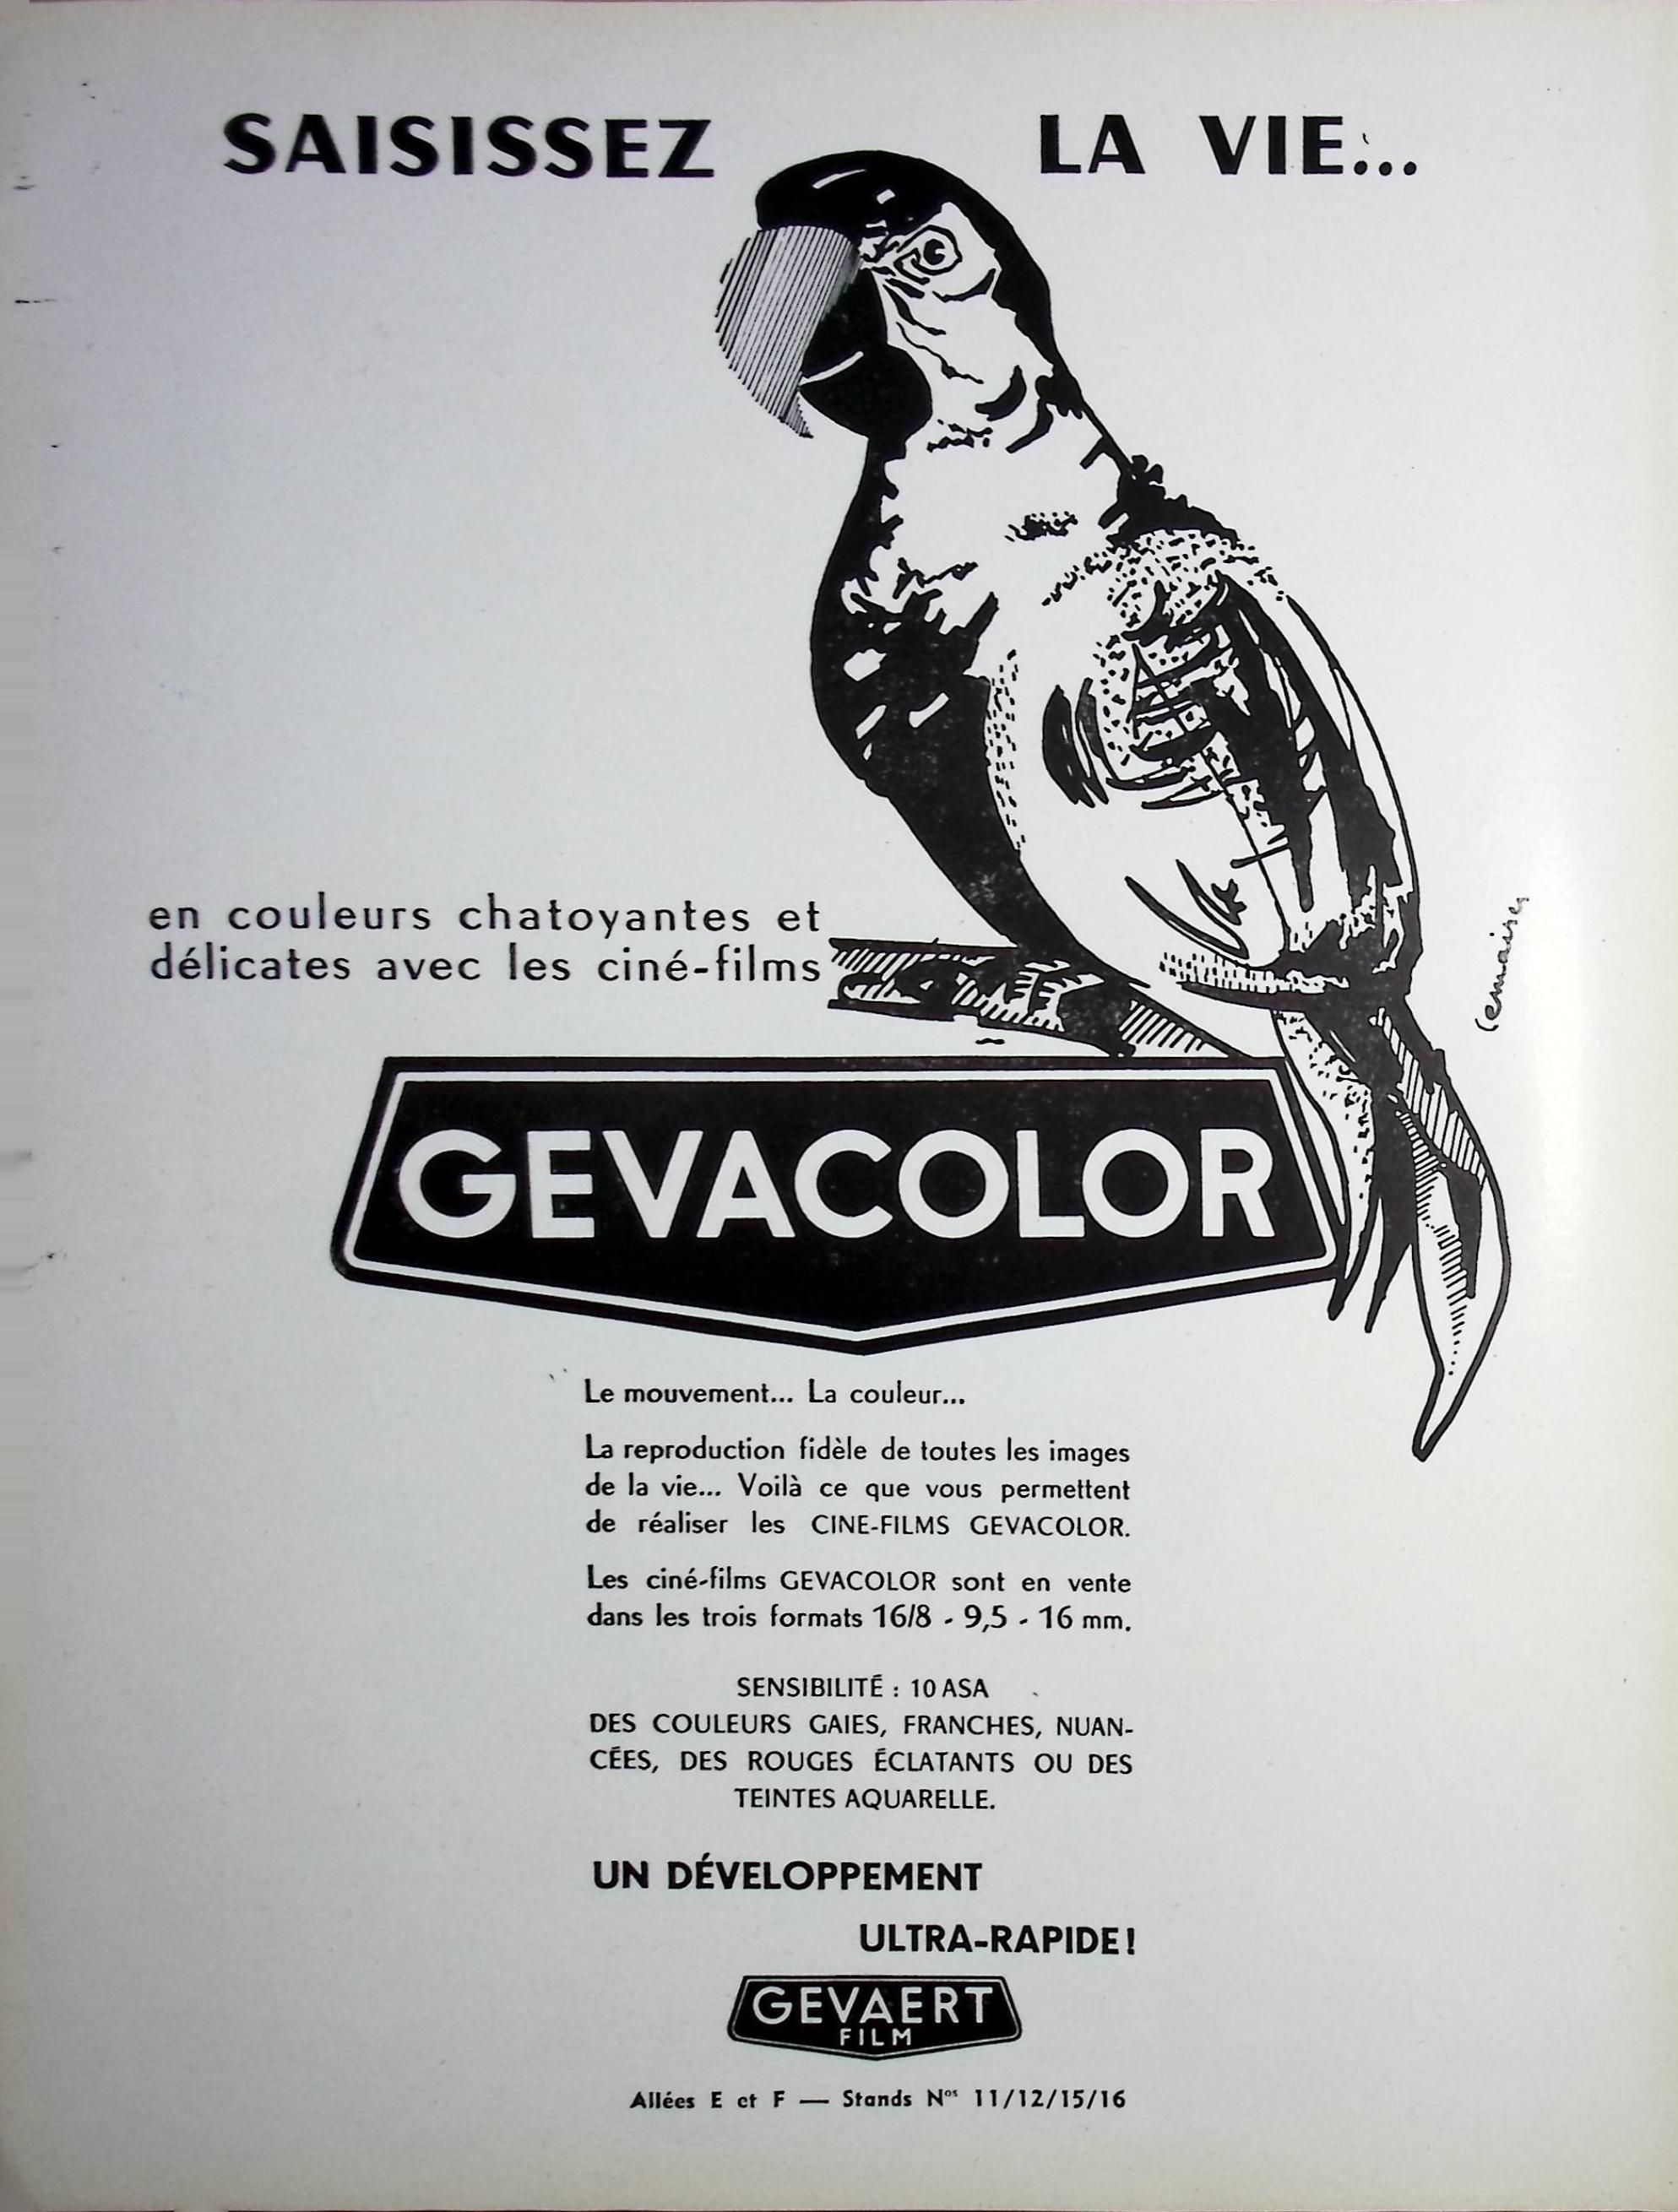 SAISISSEZ LA VIE...
en couleurs chatoyantes et
délicates avec les ciné-films
GEVACOLOR
Le mouvement... La couleur...
La reproduction fidèle de toutes les images
de la vie... Voilà ce que vous permettent
de réaliser les CINE-FILMS GEVACOLOR.
Les ciné-films GEVACOLOR sont en vente
dans les trois formats 16/8 - 9,5 - 16 mm.
SENSIBILITÉ : 10 ASA
DES COULEURS GAIES, FRANCHES, NUAN-
CÉES, DES ROUGES ÉCLATANTS OU DES
TEINTES AQUARELLE.
UN DÉVELOPPEMENT
ULTRA-RAPIDE!
GEVAERT
FILM
Allées E et F — Stands Nos 11/12/15/16